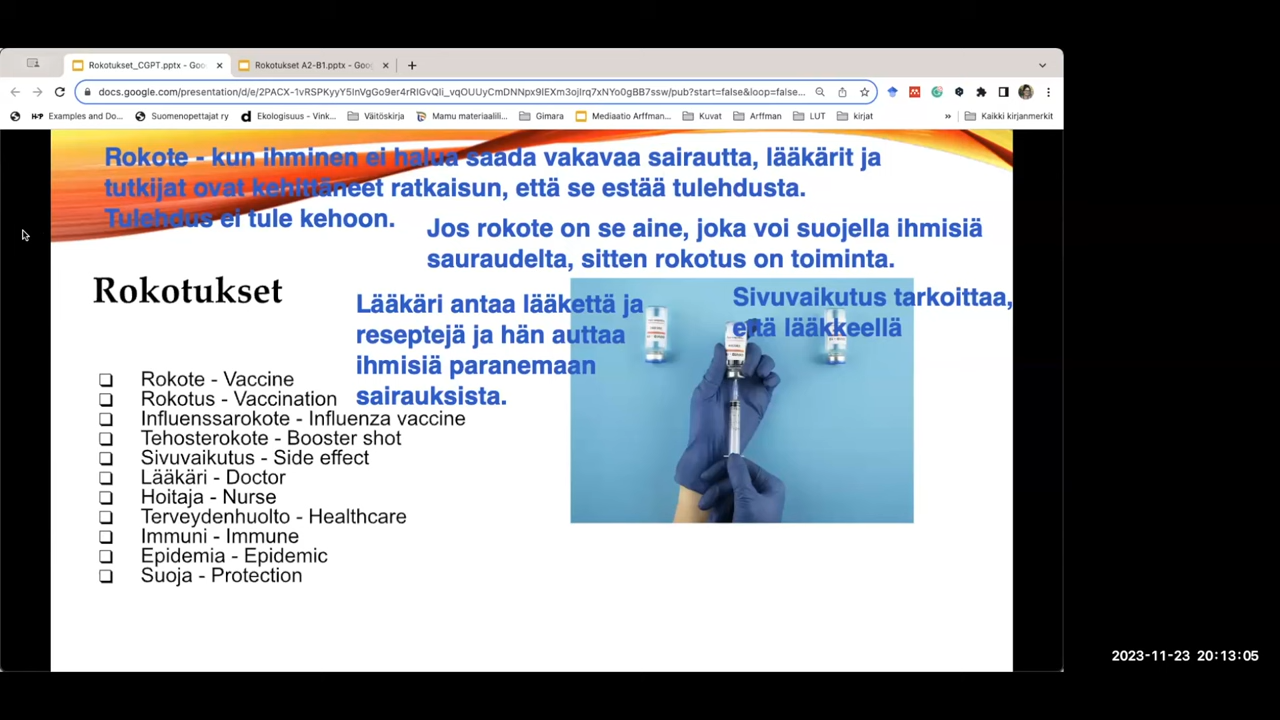 Rokotukset_CGPT.pptx - Goo
Rokotukset A2-B1.pptx - Goo
docs.google.com/presentation/d/e/2PACX-1vRSPKyyY5InVgGo9er4rRIGvQIi_vqOUUyCmDNNpx9IEXm3ojIrq7xNYo0gBB7ssw/pub?start=false&loop=false...
Examples and Do... Suomenopettajat ry Ekologisuus - Vink... Väitöskirja Mamu materiaalili... Gimara Mediaatio Arffman... Kuvat Arffman LUT kirjat » Kaikki kirjanmerkit
Rokote - kun ihminen ei halua saada vakavaa sairautta, lääkärit ja
tutkijat ovat kehittäneet ratkaisun, että se estää tulehdusta.
Tulehdus ei tule kehoon.
Jos rokote on se aine, joka voi suojella ihmisiä
sauraudelta, sitten rokotus on toiminta.
Rokotukset
Lääkäri antaa lääkettä ja
reseptejä ja hän auttaa
ihmisiä paranemaan
sairauksista.
Sivuvaikutus tarkoittaa,
että lääkkeellä
Rokote - Vaccine
Rokotus - Vaccination
Influenssarokote - Influenza vaccine
Tehosterokote - Booster shot
Sivuvaikutus - Side effect
Lääkäri - Doctor
Hoitaja - Nurse
Terveydenhuolto - Healthcare
Immuni - Immune
Epidemia - Epidemic
Suoja - Protection
2023-11-23 20:13:05